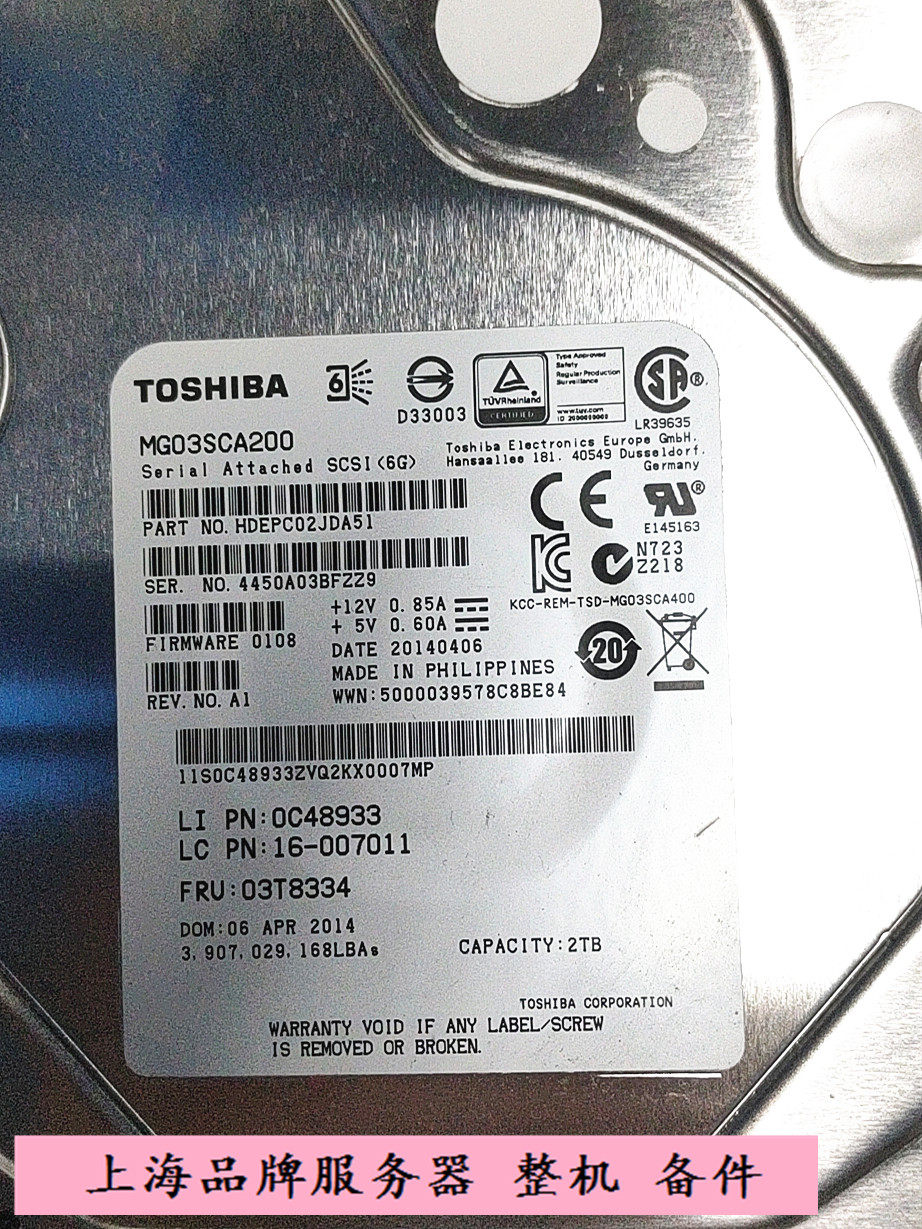 TOSHIBA
6
D33003
TÜVRheinland
CERTIFIED
Type Approved
Safety
Regular Production
Surveillance
www.tuv.com
SA®
LR39635
MG03SCA200
Serial Attached SCSI(6G)
Toshiba Electronics Europe GmbH.
Hansaallee 181. 40549 Dusseldorf.
Germany
PART NO. HDEPC02JDA51
CE
E145163
SER. NO. 4450A03BFZZ9
N723
Z218
KCC-REM-TSD-MG03SCA400
FIRMWARE 0108
+12V 0.85A
+ 5V 0.60A
DATE 20140406
20
MADE IN PHILIPPINES
REV. NO. A1
WWN:5000039578C8BE84
11S0C48933ZVQ2KX0007MP
LI PN:0C48933
LC PN:16-007011
FRU:03T8334
DOM:06 APR 2014
3,907,029,168LBAs
CAPACITY:2TB
TOSHIBA CORPORATION
WARRANTY VOID IF ANY LABEL/SCREW
IS REMOVED OR BROKEN.
上海品牌服务器 整机 备件